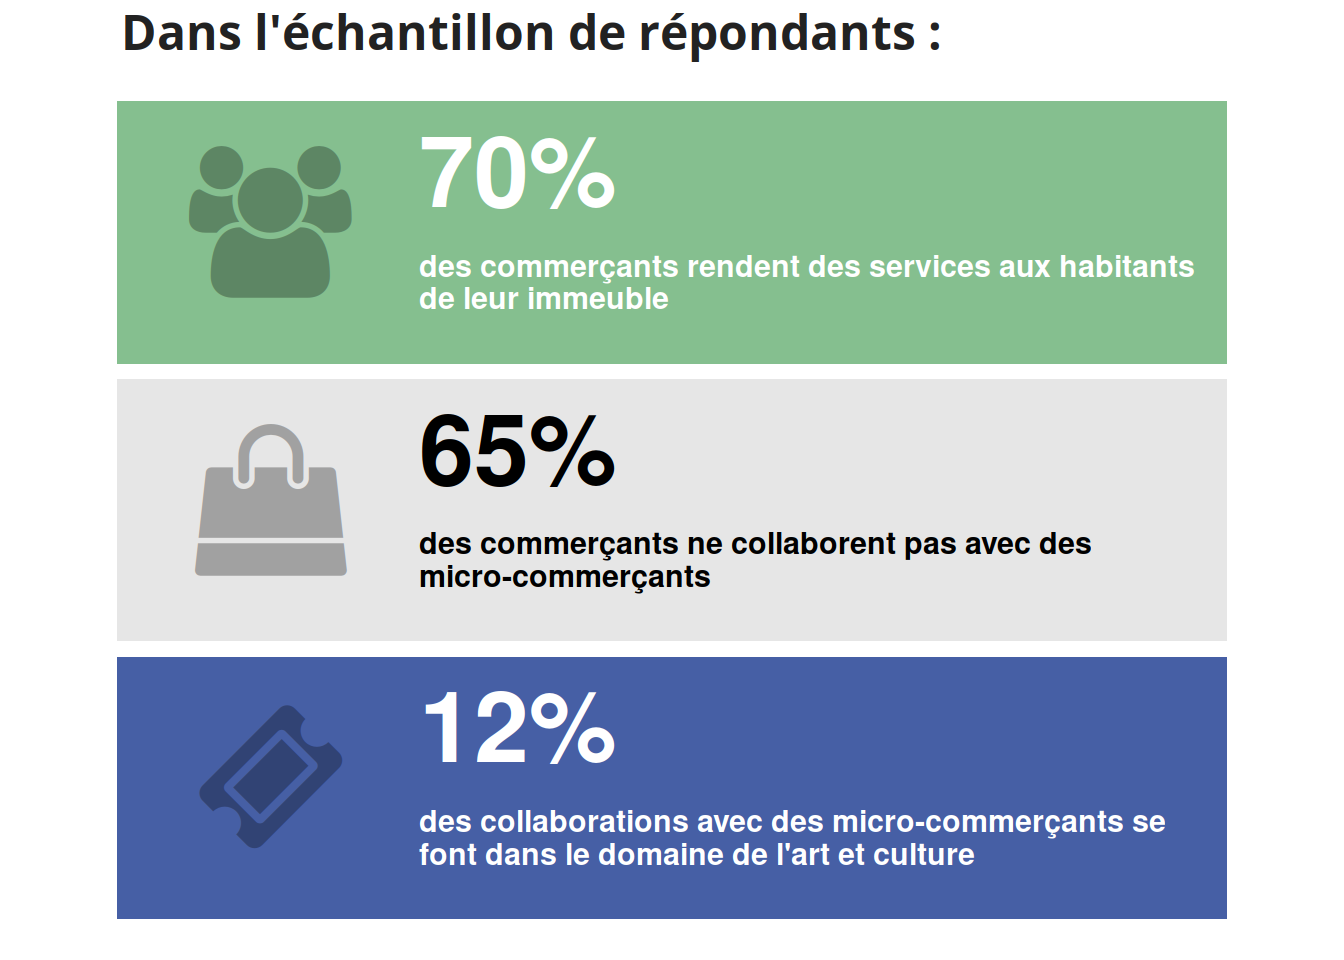 Dans l'échantillon de répondants :
70%
des commerçants rendent des services aux habitants
de leur immeuble
65%
des commerçants ne collaborent pas avec des
micro-commerçants
12%
des collaborations avec des micro-commerçants se
font dans le domaine de l'art et culture